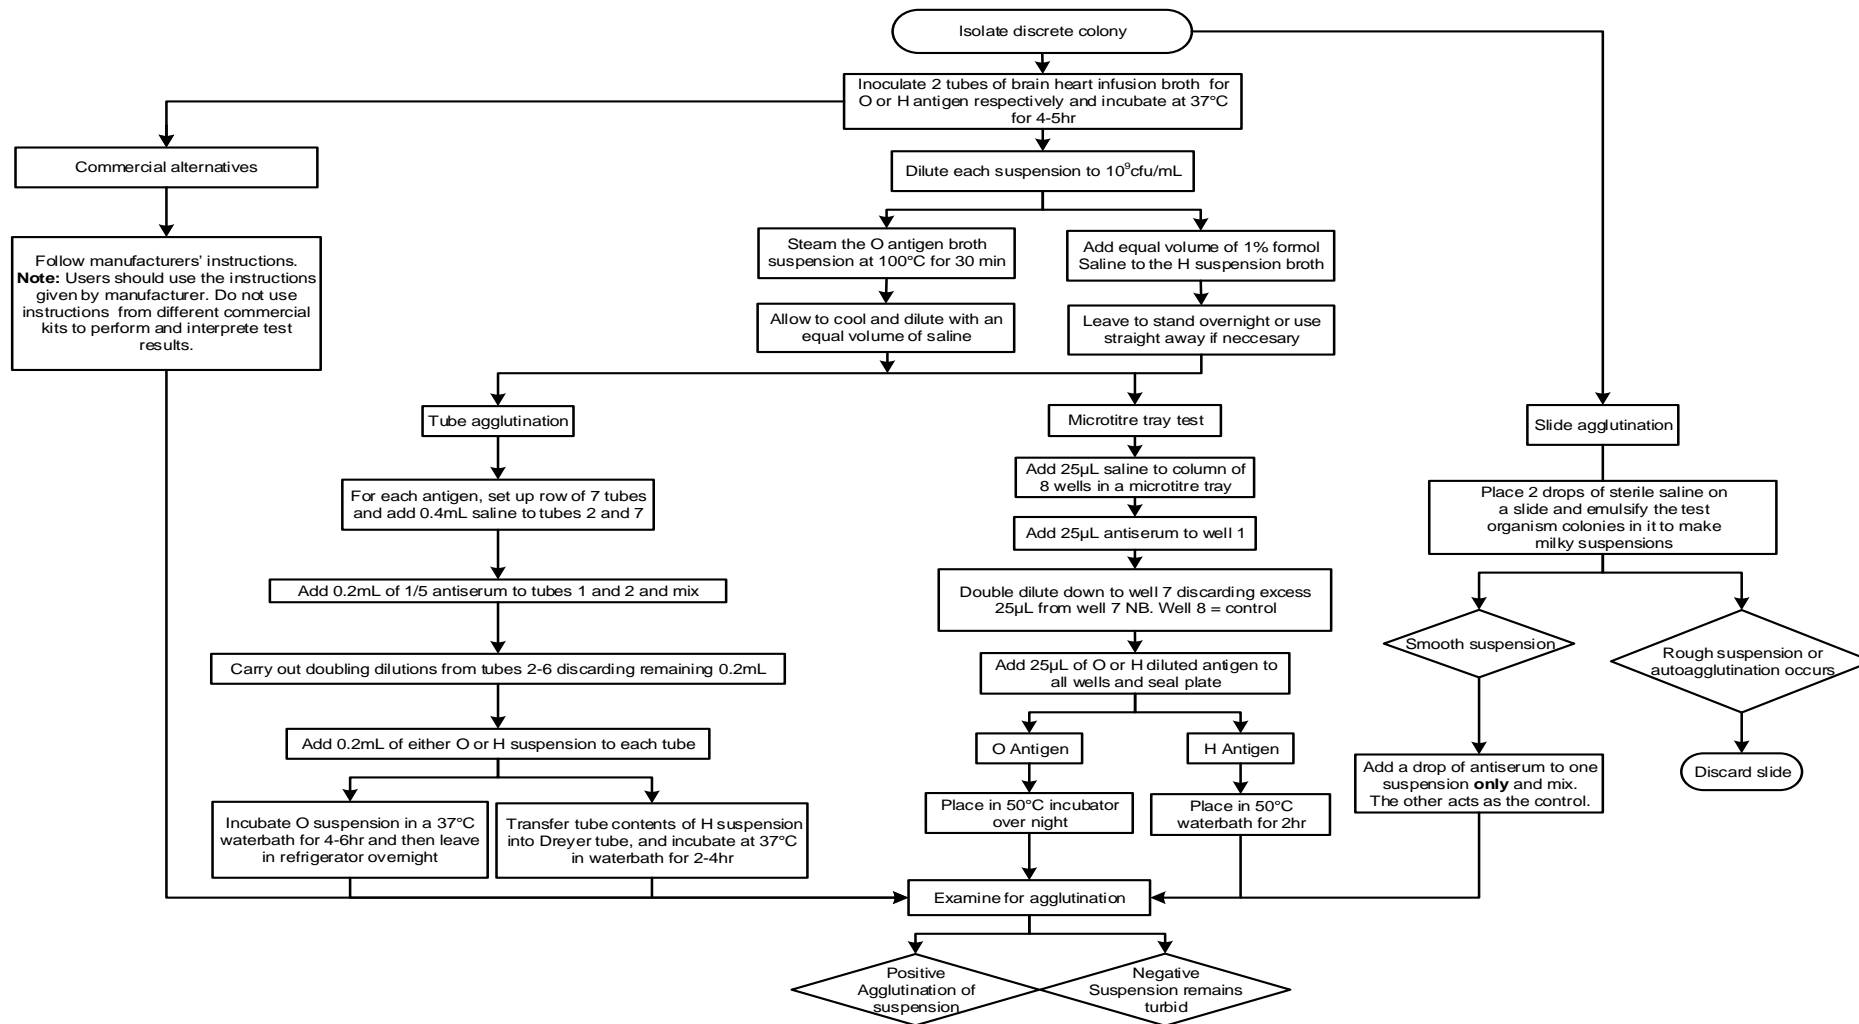 Isolate discrete colony
Inoculate 2 tubes of brain heart infusion broth for
O or H antigen respectively and incubate at 37°C
for 4-5hr
Commercial alternatives
Dilute each suspension to 10⁹cfu/mL
Follow manufacturers' instructions.
Note: Users should use the instructions
given by manufacturer. Do not use
instructions from different commercial
kits to perform and interprete test
results.
Steam the O antigen broth
suspension at 100°C for 30 min
Add equal volume of 1% formol
Saline to the H suspension broth
Allow to cool and dilute with an
equal volume of saline
Leave to stand overnight or use
straight away if neccesary
Tube agglutination
Microtitre tray test
Slide agglutination
For each antigen, set up row of 7 tubes
and add 0.4mL saline to tubes 2 and 7
Add 0.2mL of 1/5 antiserum to tubes 1 and 2 and mix
Carry out doubling dilutions from tubes 2-6 discarding remaining 0.2mL
Add 0.2mL of either O or H suspension to each tube
Incubate O suspension in a 37°C
waterbath for 4-6hr and then leave
in refrigerator overnight
Transfer tube contents of H suspension
into Dreyer tube, and incubate at 37°C
in waterbath for 2-4hr
Add 25µL saline to column of
8 wells in a microtitre tray
Add 25µL antiserum to well 1
Double dilute down to well 7 discarding excess
25µL from well 7 NB. Well 8 = control
Add 25µL of O or H diluted antigen to
all wells and seal plate
O Antigen
H Antigen
Place in 50°C incubator
over night
Place in 50°C
waterbath for 2hr
Place 2 drops of sterile saline on
a slide and emulsify the test
organism colonies in it to make
milky suspensions
Smooth suspension
Rough suspension or
autoagglutination occurs
Add a drop of antiserum to one
suspension only and mix.
The other acts as the control.
Discard slide
Examine for agglutination
Positive
Agglutination of
suspension
Negative
Suspension remains
turbid